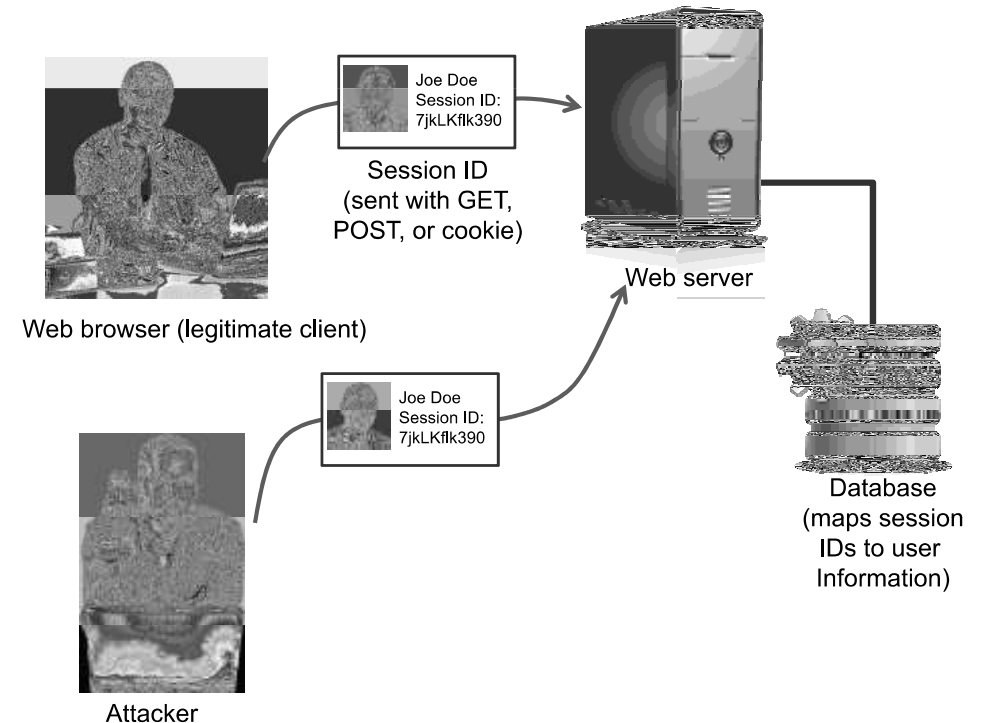 Joe Doe
Session ID:
7jkLKflk390
Session ID
(sent with GET,
POST, or cookie)
Web server
Web browser (legitimate client)
Joe Doe
Session ID:
7jkLKflk390
Database
(maps session
IDs to user
Information)
Attacker